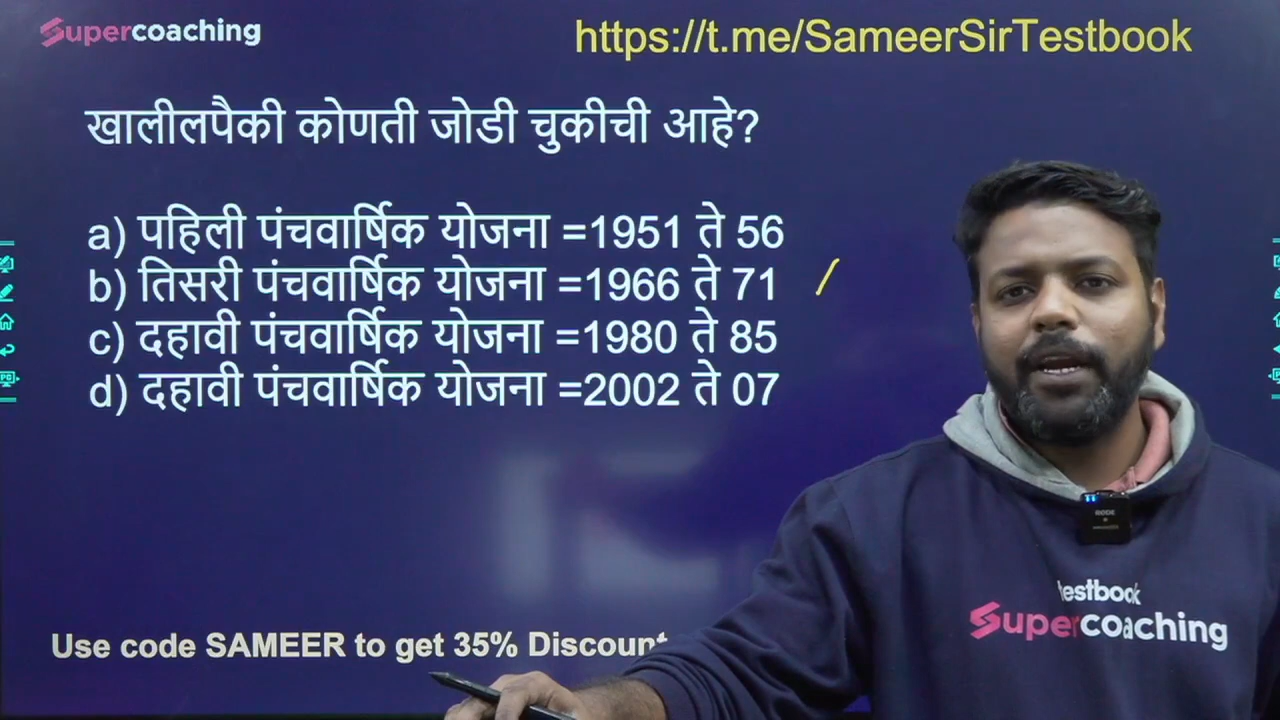 Supercoaching
https://t.me/SameerSirTestbook
खालीलपैकी कोणती जोडी चुकीची आहे?
a) पहिली पंचवार्षिक योजना =1951 ते 56
b) तिसरी पंचवार्षिक योजना =1966 ते 71
c) दहावी पंचवार्षिक योजना =1980 ते 85
d) दहावी पंचवार्षिक योजना =2002 ते 07
Use code SAMEER to get 35% Discount
RODE
testbook
Supercoaching